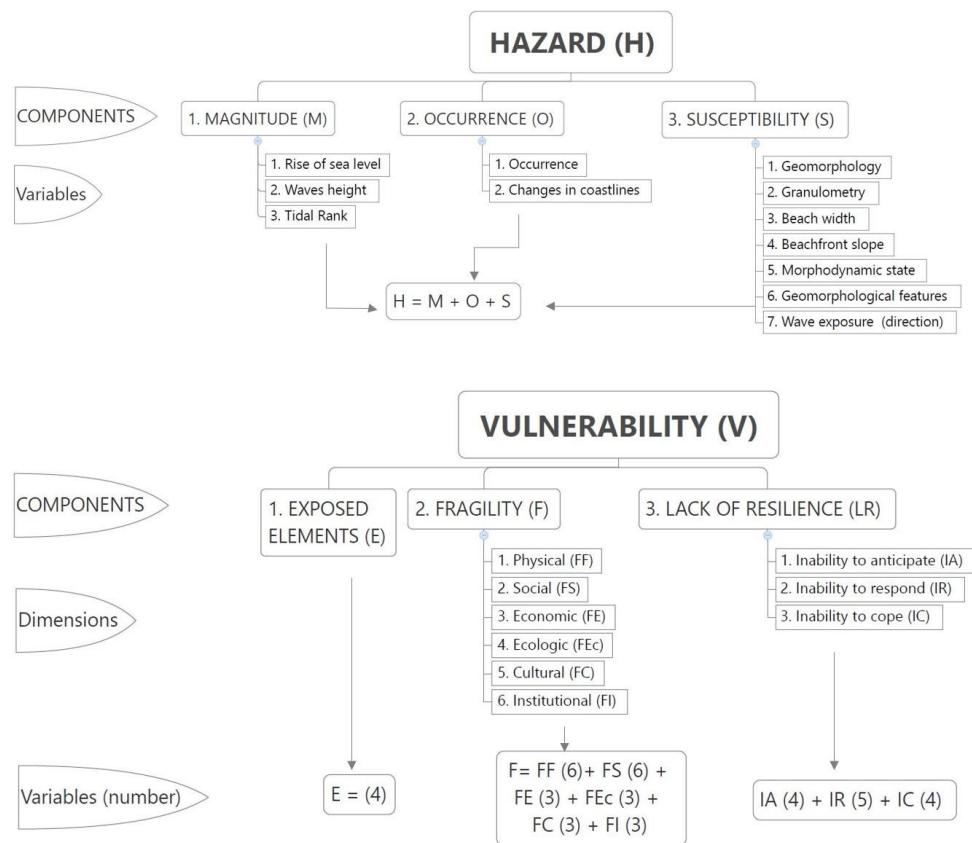 HAZARD (H)
COMPONENTS
1. MAGNITUDE (M)
2. OCCURRENCE (O)
3. SUSCEPTIBILITY (S)
Variables
1. Rise of sea level
2. Waves height
3. Tidal Rank
1. Occurrence
2. Changes in coastlines
1. Geomorphology
2. Granulometry
3. Beach width
4. Beachfront slope
5. Morphodynamic state
6. Geomorphological features
7. Wave exposure (direction)
H = M + O + S
VULNERABILITY (V)
COMPONENTS
1. EXPOSED
ELEMENTS (E)
2. FRAGILITY (F)
3. LACK OF RESILIENCE (LR)
Dimensions
1. Physical (FF)
2. Social (FS)
3. Economic (FE)
4. Ecologic (FEc)
5. Cultural (FC)
6. Institutional (FI)
1. Inability to anticipate (IA)
2. Inability to respond (IR)
3. Inability to cope (IC)
Variables (number)
E = (4)
F= FF (6)+ FS (6) +
FE (3) + FEc (3) +
FC (3) + FI (3)
IA (4) + IR (5) + IC (4)